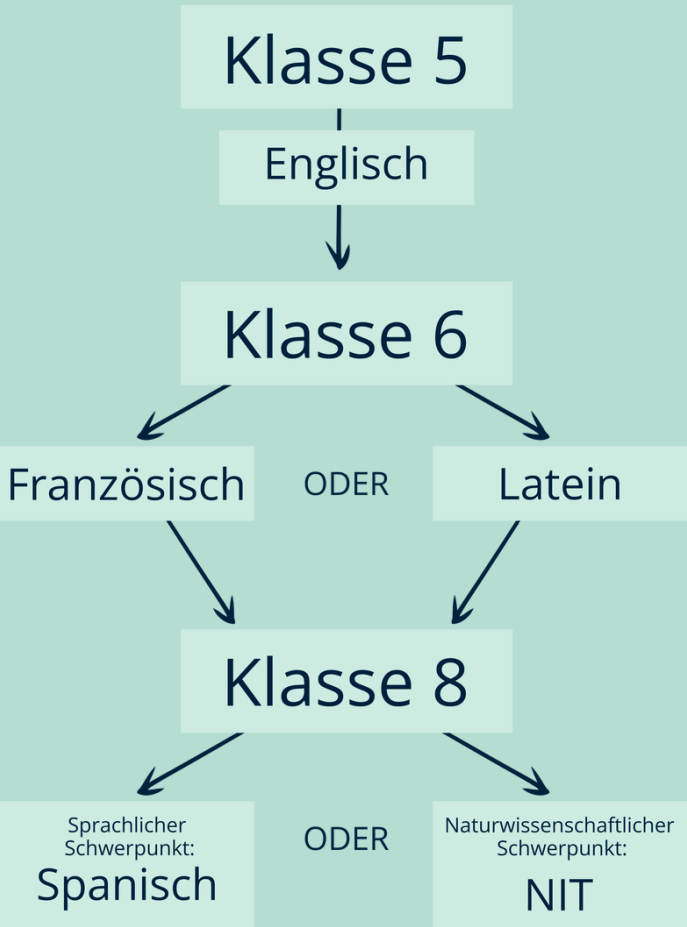 Klasse 5
Englisch
Klasse 6
Französisch
ODER
Latein
Klasse 8
Sprachlicher
Schwerpunkt:
Spanisch
ODER
Naturwissenschaftlicher
Schwerpunkt:
NIT